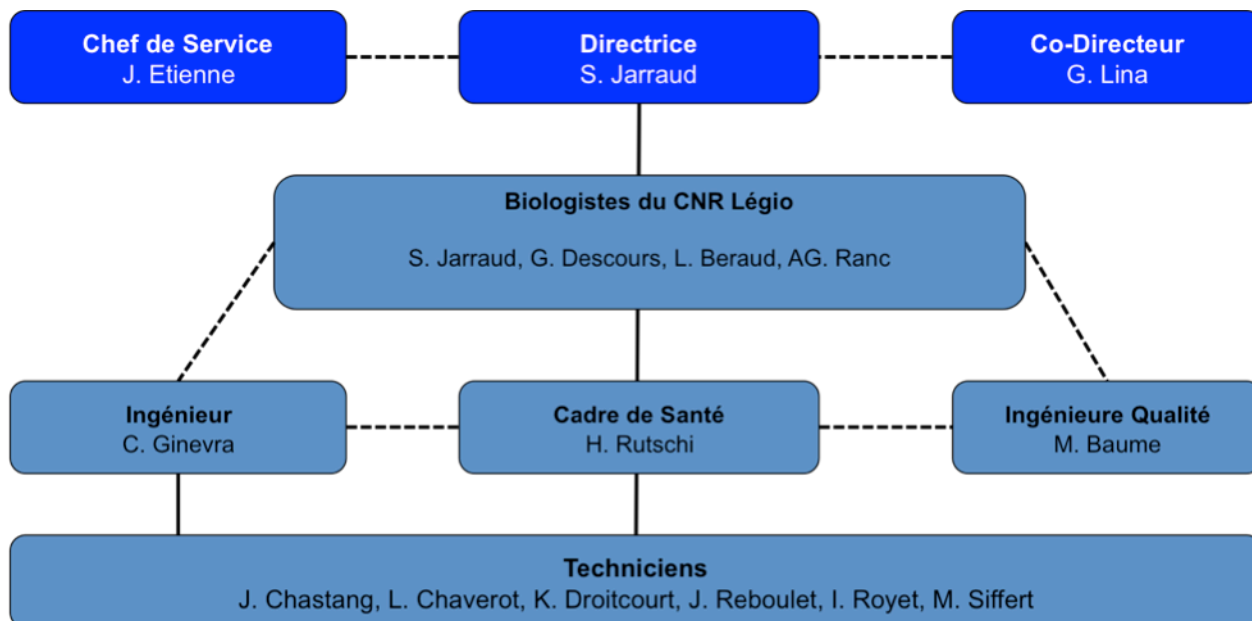 Chef de Service
J. Etienne
Directrice
S. Jarraud
Co-Directeur
G. Lina
Biologistes du CNR Légio
S. Jarraud, G. Descours, L. Beraud, AG. Ranc
Ingénieur
C. Ginevra
Cadre de Santé
H. Rutschi
Ingénieure Qualité
M. Baume
Techniciens
J. Chastang, L. Chaverot, K. Droitcourt, J. Reboulet, I. Royet, M. Siffert